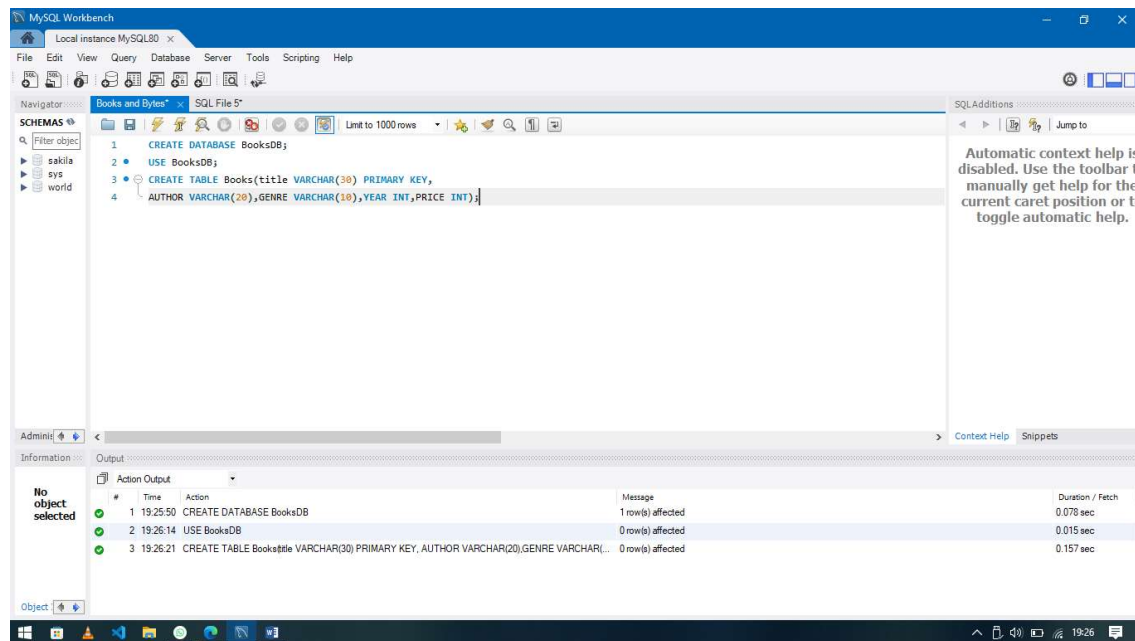 MySQL Workbench
Local instance MySQL80
File Edit View Query Database Server Tools Scripting Help
Navigator
Books and Bytes*
SQL File 5*
SQLAdditions
SCHEMAS
Filter objec
sakila
sys
world
Limit to 1000 rows
Jump to
1 CREATE DATABASE BooksDB;
2 USE BooksDB;
3 CREATE TABLE Books(title VARCHAR(30) PRIMARY KEY,
4 AUTHOR VARCHAR(20),GENRE VARCHAR(10),YEAR INT,PRICE INT);
Automatic context help is
disabled. Use the toolbar
manually get help for the
current caret position or
toggle automatic help.
Adminis
Context Help Snippets
Information
Output
No
object
selected
Action Output
# Time Action Message Duration / Fetch
1 19:25:50 CREATE DATABASE BooksDB 1 row(s) affected 0.078 sec
2 19:26:14 USE BooksDB 0 row(s) affected 0.015 sec
3 19:26:21 CREATE TABLE Books(title VARCHAR(30) PRIMARY KEY, AUTHOR VARCHAR(20),GENRE VARCHAR(... 0 row(s) affected 0.157 sec
Object
19:26